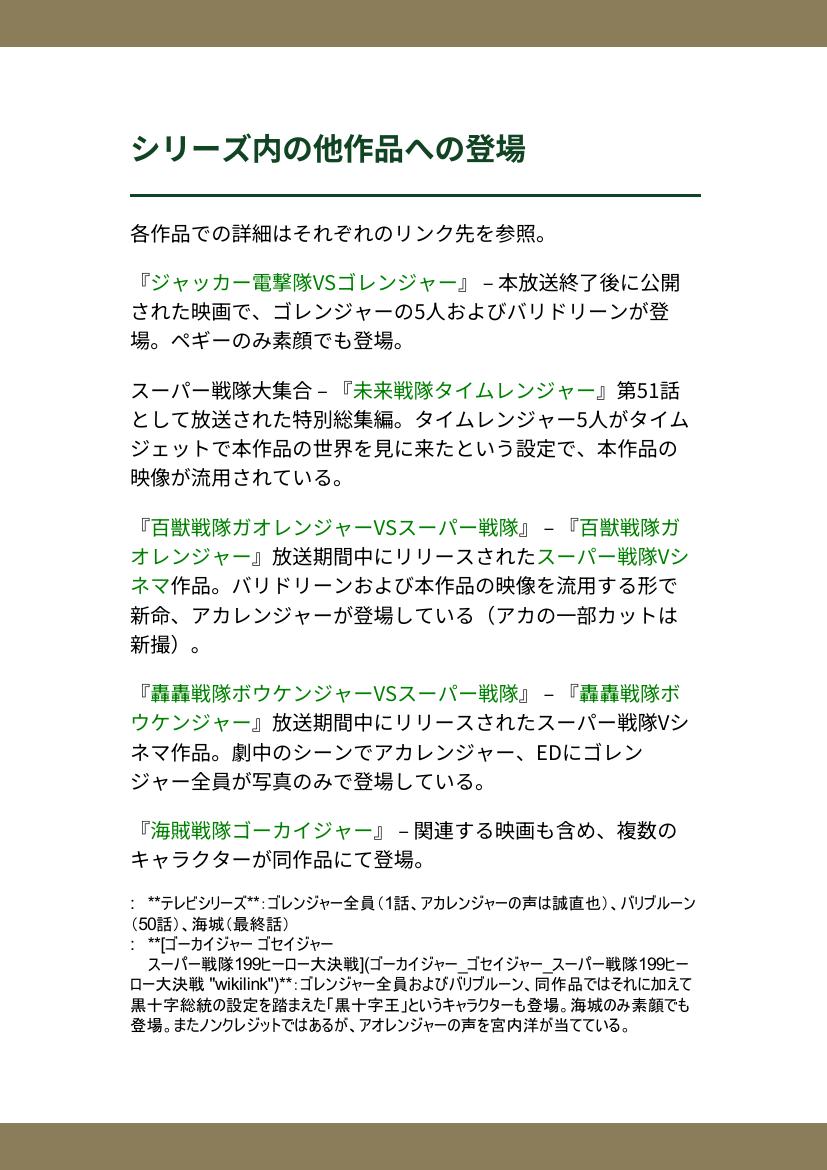 シリーズ内の他作品への登場
各作品での詳細はそれぞれのリンク先を参照。
『ジャッカー電撃隊VSゴレンジャー』 – 本放送終了後に公開
された映画で、ゴレンジャーの5人およびバリドリーンが登
場。ペギーのみ素顔でも登場。
スーパー戦隊大集合 – 『未来戦隊タイムレンジャー』第51話
として放送された特別総集編。タイムレンジャー5人がタイム
ジェットで本作品の世界を見に来たという設定で、本作品の
映像が流用されている。
『百獣戦隊ガオレンジャーVSスーパー戦隊』 – 『百獣戦隊ガ
オレンジャー』放送期間中にリリースされたスーパー戦隊Vシ
ネマ作品。バリドリーンおよび本作品の映像を流用する形で
新命、アカレンジャーが登場している（アカの一部カットは
新撮）。
『轟轟戦隊ボウケンジャーVSスーパー戦隊』 – 『轟轟戦隊ボ
ウケンジャー』放送期間中にリリースされたスーパー戦隊Vシ
ネマ作品。劇中のシーンでアカレンジャー、EDにゴレン
ジャー全員が写真のみで登場している。
『海賊戦隊ゴーカイジャー』 – 関連する映画も含め、複数の
キャラクターが同作品にて登場。
:   **テレビシリーズ**：ゴレンジャー全員（1話、アカレンジャーの声は誠直也）、バリブルーン
（50話）、海城（最終話）
:   **[ゴーカイジャー ゴセイジャー
スーパー戦隊199ヒーロー大決戦](ゴーカイジャー_ゴセイジャー_スーパー戦隊199ヒー
ロー大決戦 "wikilink")**：ゴレンジャー全員およびバリブルーン、同作品ではそれに加えて
黒十字総統の設定を踏まえた「黒十字王」というキャラクターも登場。海城のみ素顔でも
登場。またノンクレジットではあるが、アオレンジャーの声を宮内洋が当てている。